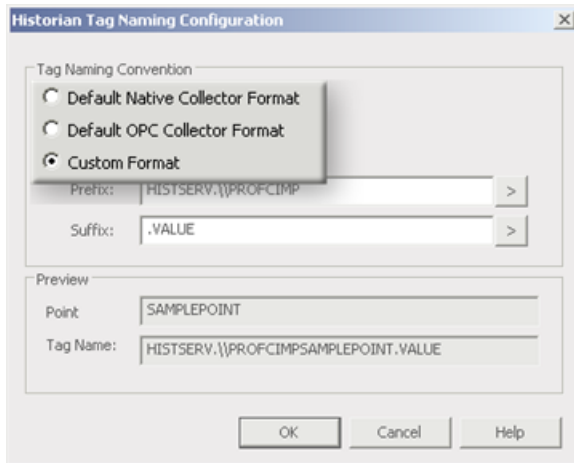 Historian Tag Naming Configuration
Tag Naming Convention
Default Native Collector Format
Default OPC Collector Format
Custom Format
Prefix: HISTSERV.\\PROFCIMP >
Suffix: .VALUE >
Preview
Point SAMPLEPOINT
Tag Name: HISTSERV.\\PROFCIMPSAMPLEPOINT.VALUE
OK Cancel Help